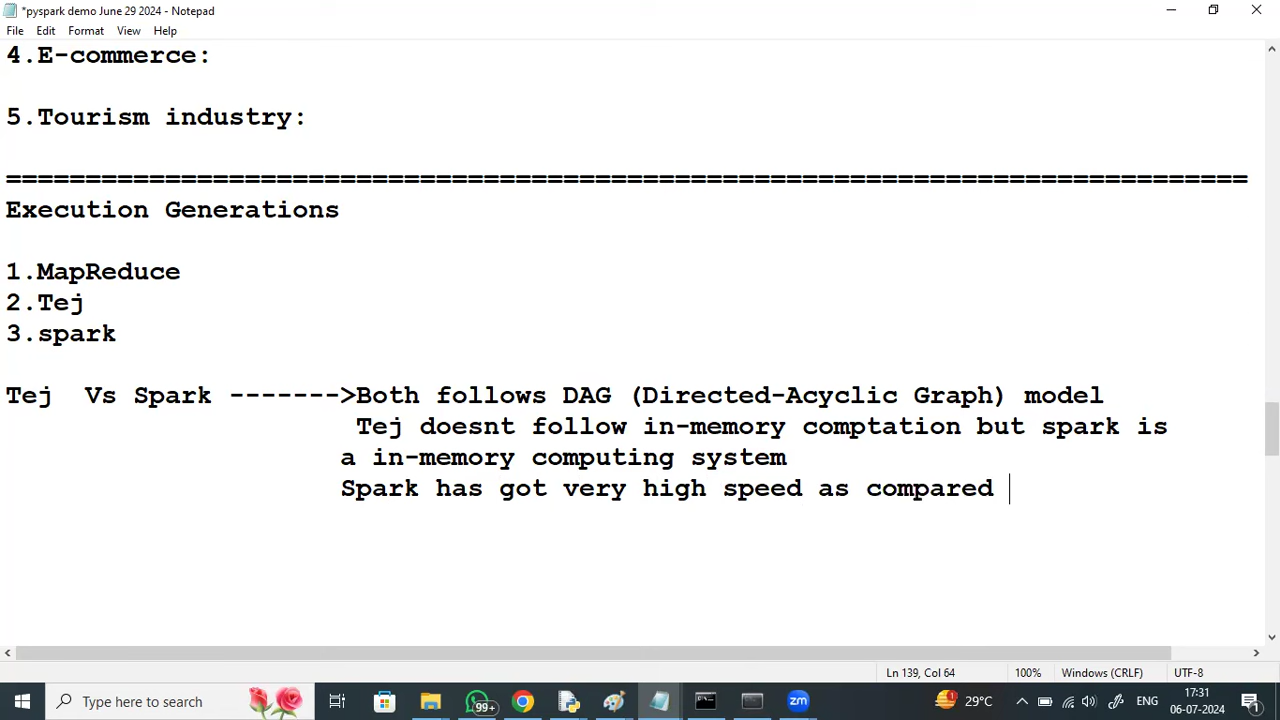 *pyspark demo June 29 2024 - Notepad
File Edit Format View Help
4.E-commerce:
5.Tourism industry:
===============================================================================
Execution Generations
1.MapReduce
2.Tej
3.spark
Tej  Vs Spark ------->Both follows DAG (Directed-Acyclic Graph) model
Tej doesnt follow in-memory comptation but spark is
a in-memory computing system
Spark has got very high speed as compared
Ln 139, Col 64 100% Windows (CRLF) UTF-8
Type here to search 99+ zm 1 29°C ENG 17:31 1
06-07-2024